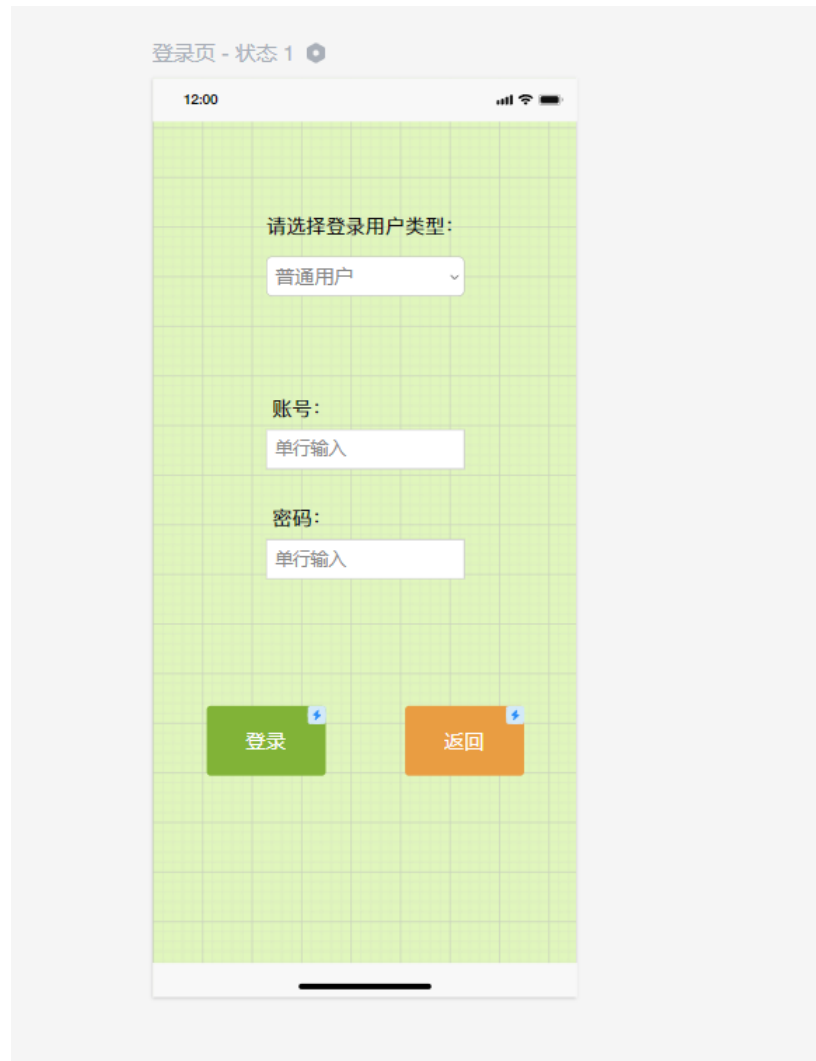 登录页 - 状态 1
12:00
请选择登录用户类型：
普通用户
账号：
单行输入
密码：
单行输入
登录
返回